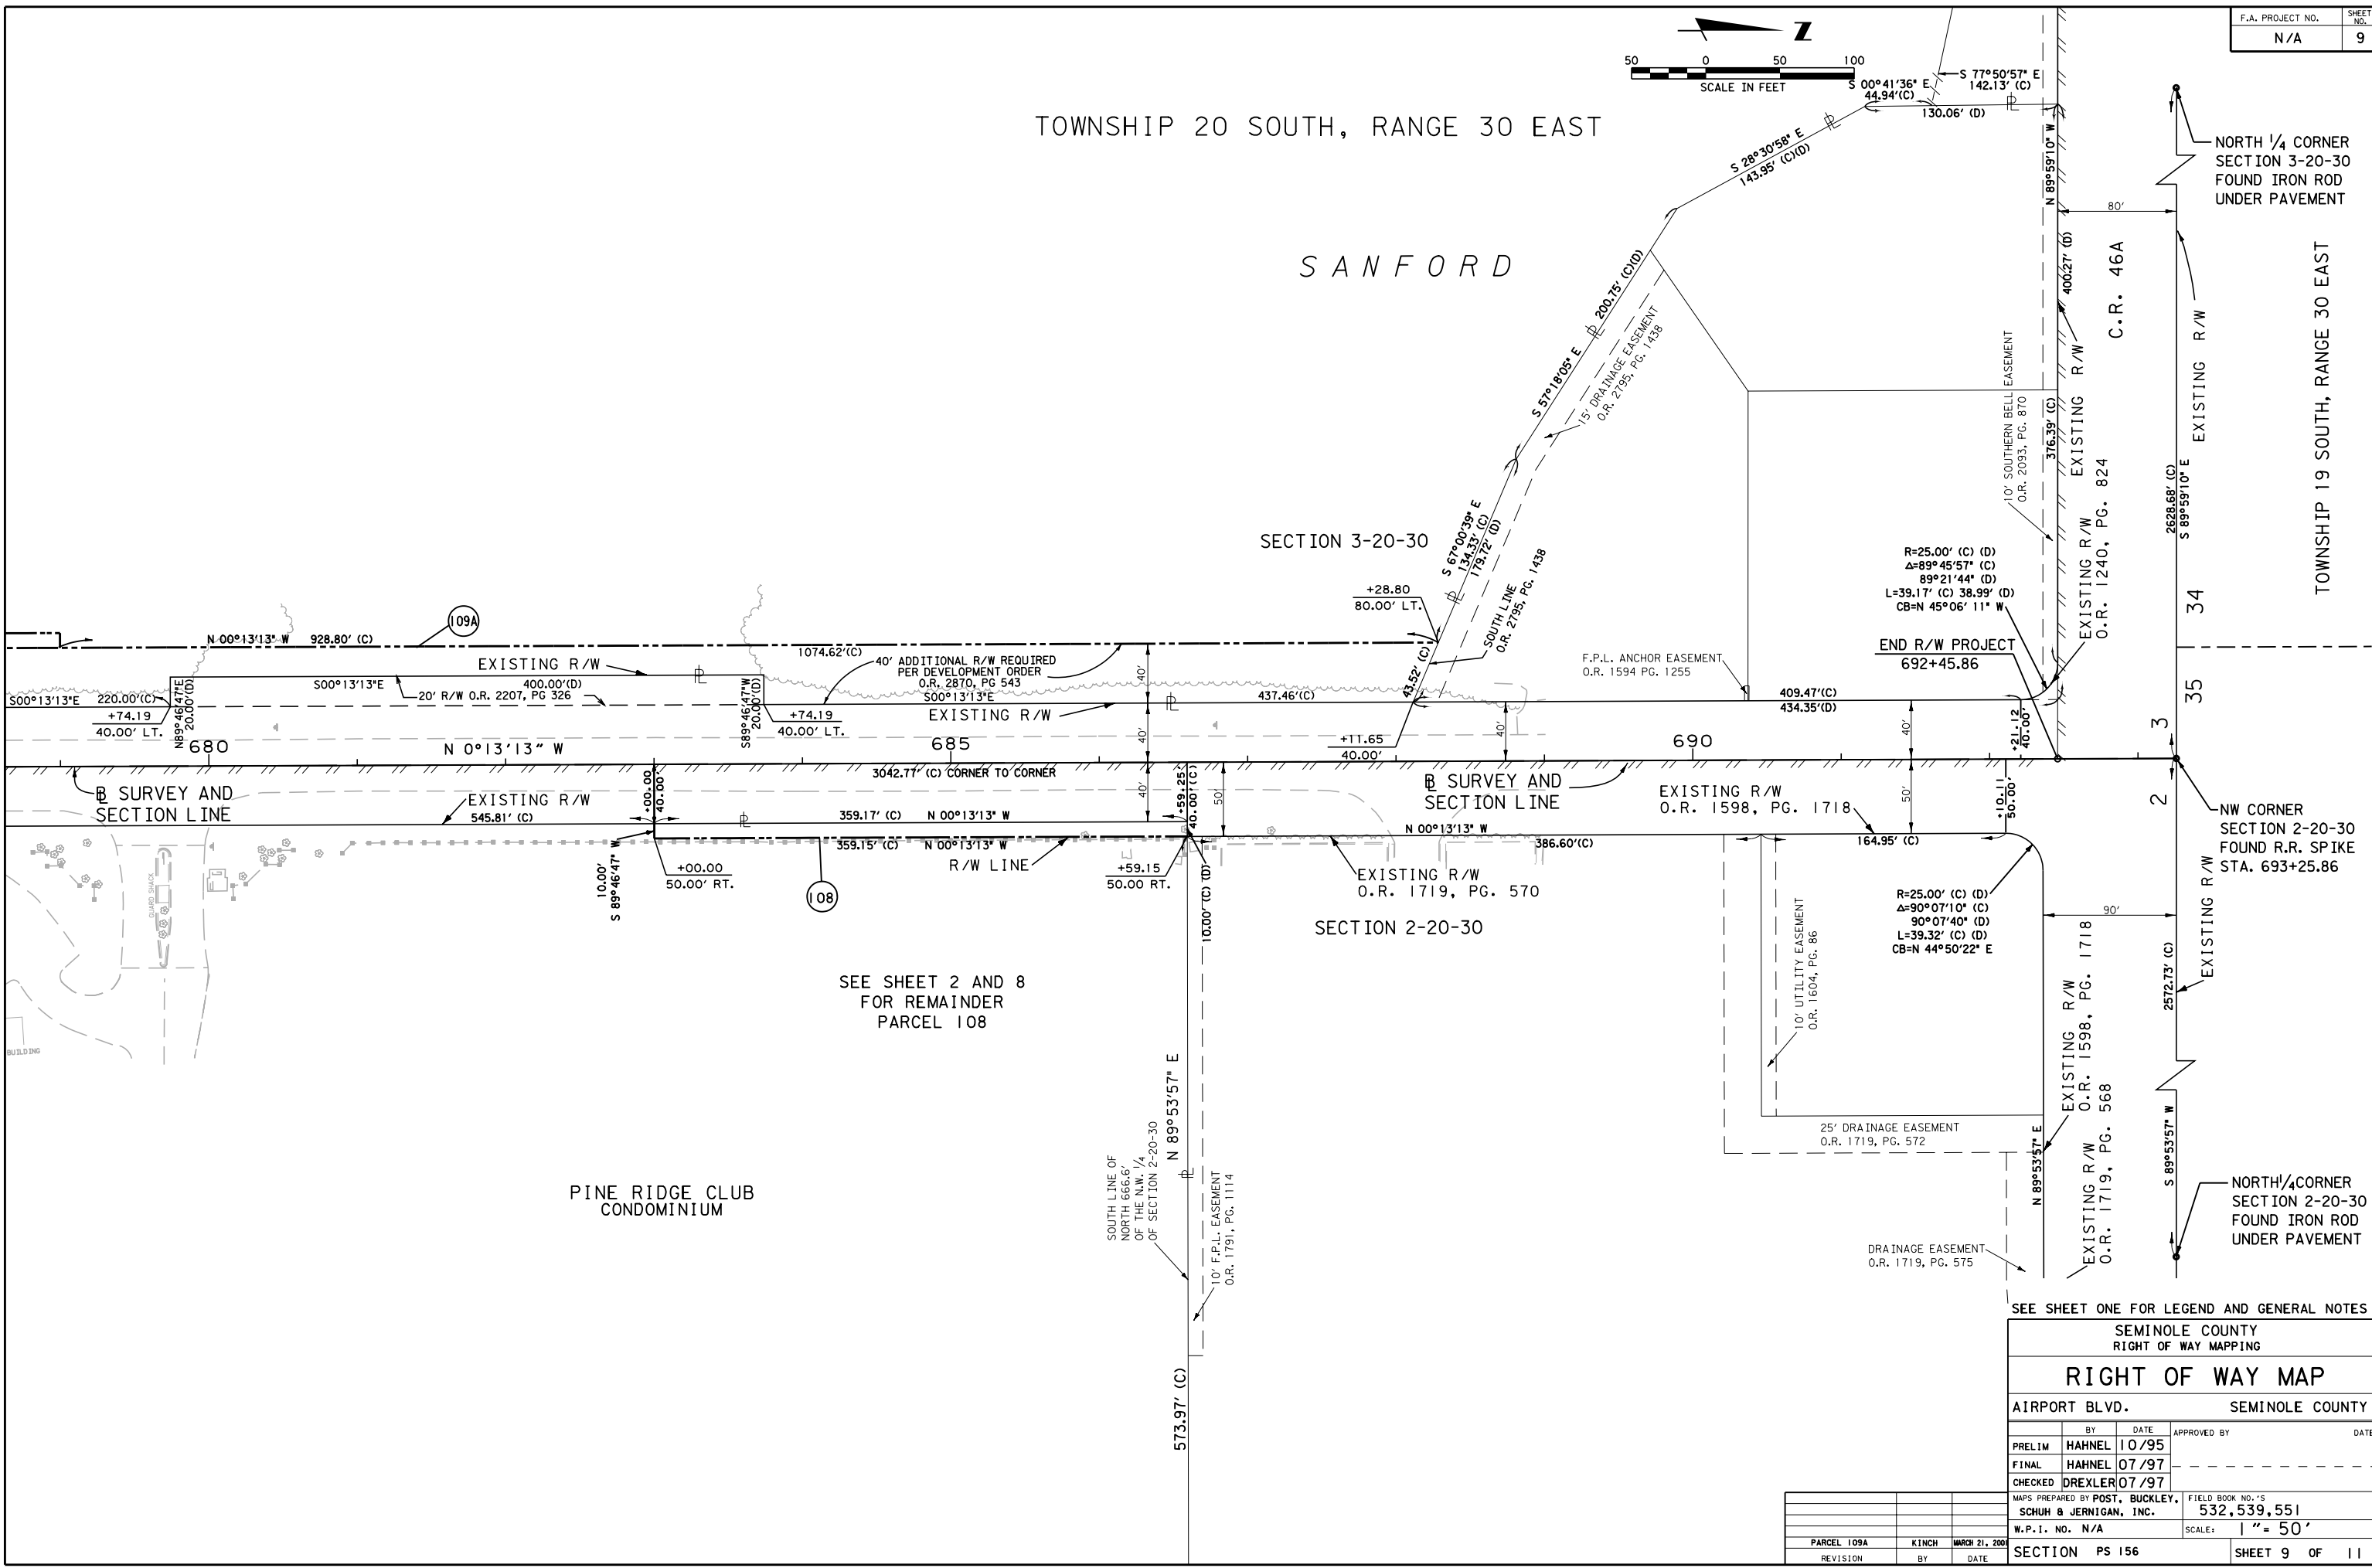 F.A. PROJECT NO.
SHEET NO.
N/A
9
Z
50 0 50 100
SCALE IN FEET
TOWNSHIP 20 SOUTH, RANGE 30 EAST
SANFORD
S 00°41'36" E
44.94'(C)
S 77°50'57" E
142.13' (C)
130.06' (D)
S 28°30'58" E
143.95' (C)(D)
N 89°59'10" W
400.27' (D)
80'
NORTH 1/4 CORNER
SECTION 3-20-30
FOUND IRON ROD
UNDER PAVEMENT
C.R. 46A
EXISTING R/W
EXISTING R/W
TOWNSHIP 19 SOUTH, RANGE 30 EAST
S 57°18'05" E
200.75' (C)(D)
15' DRAINAGE EASEMENT
O.R. 2795, PG. 1438
10' SOUTHERN BELL EASEMENT
O.R. 2093, PG. 870
376.39' (C)
EXISTING R/W
O.R. 1240, PG. 824
2628.68' (C)
S 89°59'10" E
SECTION 3-20-30
S 67°00'39" E
134.33' (C)
179.72' (D)
SOUTH LINE
O.R. 2795, PG. 1438
43.52' (C)
+28.80
80.00' LT.
R=25.00' (C) (D)
Δ=89°45'57" (C)
89°21'44" (D)
L=39.17' (C) 38.99' (D)
CB=N 45°06' 11" W
END R/W PROJECT
692+45.86
34
35
3
2
109A
N 00°13'13" W 928.80' (C)
1074.62'(C)
EXISTING R/W
40' ADDITIONAL R/W REQUIRED
PER DEVELOPMENT ORDER
O.R. 2870, PG 543
40'
F.P.L. ANCHOR EASEMENT
O.R. 1594 PG. 1255
S00°13'13"E 220.00'(C)
N89°46'47"E
20.00'(D)
S00°13'13"E 400.00'(D)
20' R/W O.R. 2207, PG 326
S89°46'47"W
20.00'(D)
S00°13'13"E
437.46'(C)
409.47'(C)
434.35'(D)
+74.19
40.00' LT.
+74.19
40.00' LT.
EXISTING R/W
+11.65
40.00'
+21.12
40.00'
40'
40'
40'
680
N 0°13'13" W
685
690
3042.77' (C) CORNER TO CORNER
B̲L̲ SURVEY AND
SECTION LINE
EXISTING R/W
545.81' (C)
+00.00
40.00'
359.17' (C) N 00°13'13" W
40'
+59.25
40.00' (C)
50'
B̲L̲ SURVEY AND
SECTION LINE
EXISTING R/W
O.R. 1598, PG. 1718
50'
+10.11
50.00'
N 00°13'13" W
386.60'(C)
164.95' (C)
359.15' (C) N 00°13'13" W
R/W LINE
10.00'
S 89°46'47" W
+00.00
50.00' RT.
108
+59.15
50.00 RT.
10.00' (C) (D)
EXISTING R/W
O.R. 1719, PG. 570
SECTION 2-20-30
GUARD SHACK
BUILDING
NW CORNER
SECTION 2-20-30
FOUND R.R. SPIKE
STA. 693+25.86
R=25.00' (C) (D)
Δ=90°07'10" (C)
90°07'40" (D)
L=39.32' (C) (D)
CB=N 44°50'22" E
90'
EXISTING R/W
2572.73' (C)
S 89°53'57" W
SEE SHEET 2 AND 8
FOR REMAINDER
PARCEL 108
10' UTILITY EASEMENT
O.R. 1604, PG. 86
EXISTING R/W
O.R. 1598, PG. 1718
25' DRAINAGE EASEMENT
O.R. 1719, PG. 572
N 89°53'57" E
EXISTING R/W
O.R. 1719, PG. 568
PINE RIDGE CLUB
CONDOMINIUM
SOUTH LINE OF
NORTH 666.6'
OF THE N.W. 1/4
OF SECTION 2-20-30
N 89°53'57" E
10' F.P.L. EASEMENT
O.R. 1791, PG. 1114
573.97' (C)
DRAINAGE EASEMENT
O.R. 1719, PG. 575
NORTH 1/4 CORNER
SECTION 2-20-30
FOUND IRON ROD
UNDER PAVEMENT
SEE SHEET ONE FOR LEGEND AND GENERAL NOTES
SEMINOLE COUNTY
RIGHT OF WAY MAPPING
RIGHT OF WAY MAP
AIRPORT BLVD. SEMINOLE COUNTY
BY DATE APPROVED BY DATE
PRELIM HAHNEL 10/95
FINAL HAHNEL 07/97
CHECKED DREXLER 07/97
MAPS PREPARED BY POST, BUCKLEY,
SCHUH & JERNIGAN, INC.
FIELD BOOK NO.'S
532,539,551
W.P.I. NO. N/A
SCALE: 1"= 50'
SECTION PS 156
SHEET 9 OF 11
PARCEL 109A KINCH MARCH 21,
REVISION BY DATE